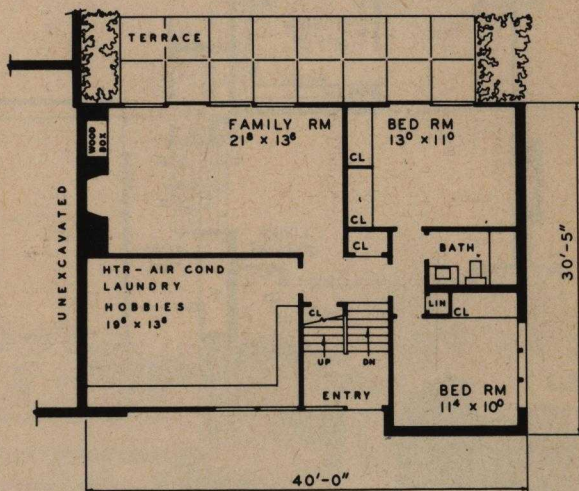 TERRACE
WOOD
BOX
FAMILY RM
21⁸ × 13⁶
BED RM
13⁰ × 11⁰
CL
CL
CL
BATH
UNEXCAVATED
30'-5"
HTR – AIR COND
LAUNDRY
HOBBIES
19⁶ × 13⁶
LIN
CL
CL
UP
DN
ENTRY
BED RM
11⁴ × 10⁰
40'-0"